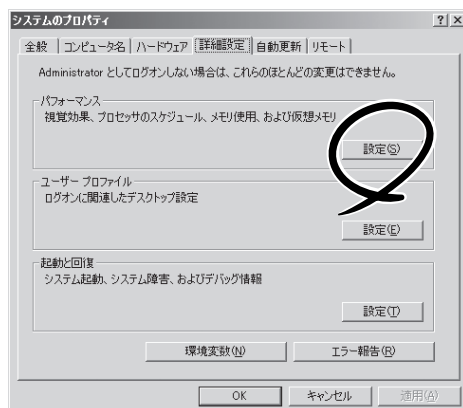 システムのプロパティ
全般 コンピュータ名 ハードウェア 詳細設定 自動更新 リモート
Administrator としてログオンしない場合は、これらのほとんどの変更はできません。
パフォーマンス
視覚効果、プロセッサのスケジュール、メモリ使用、および仮想メモリ
設定(S)
ユーザー プロファイル
ログオンに関連したデスクトップ設定
設定(E)
起動と回復
システム起動、システム障害、およびデバッグ情報
設定(T)
環境変数(N) エラー報告(R)
OK キャンセル 適用(A)